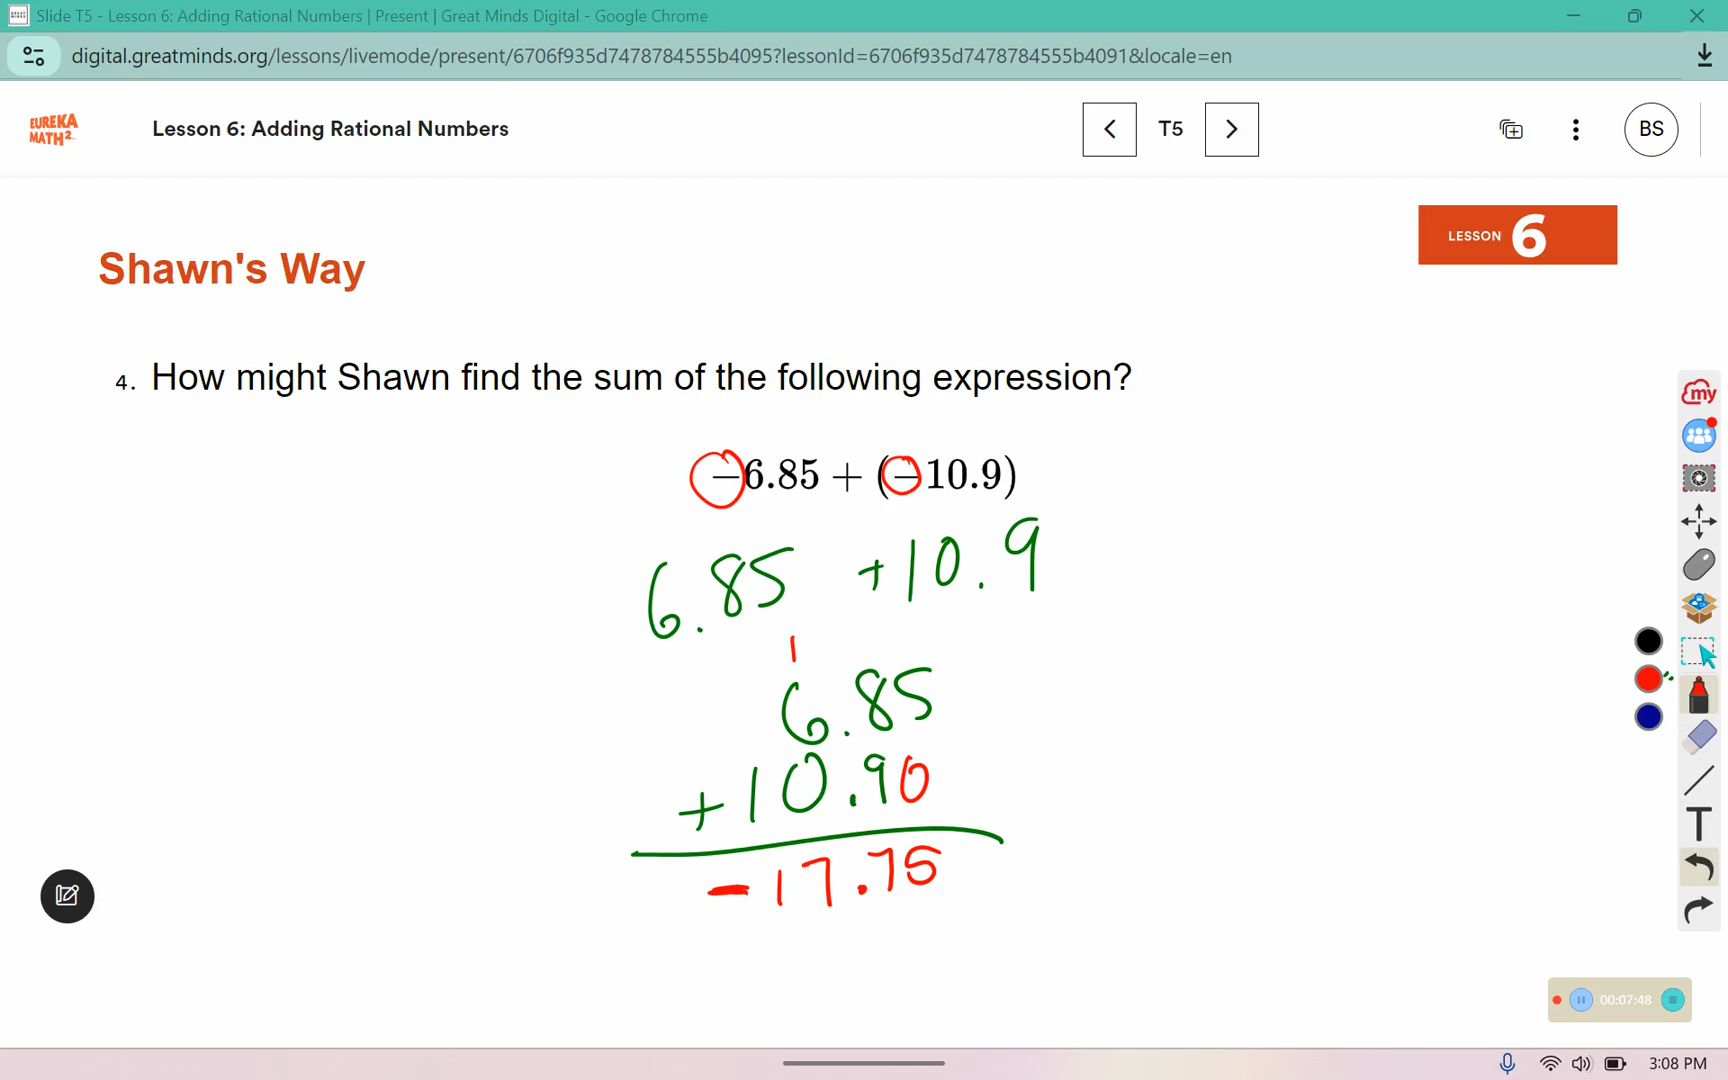 Slide T5 - Lesson 6: Adding Rational Numbers | Present | Great Minds Digital - Google Chrome
digital.greatminds.org/lessons/livemode/present/6706f935d7478784555b4095?lessonId=6706f935d7478784555b4091&locale=en
EUREKA
MATH²
Lesson 6: Adding Rational Numbers
T5
BS
LESSON 6
Shawn's Way
4. How might Shawn find the sum of the following expression?
−6.85 + (−10.9)
6.85 + 10.9
1
6.85
+ 10.90
- 17.75
my
T
00:07:48
3:08 PM